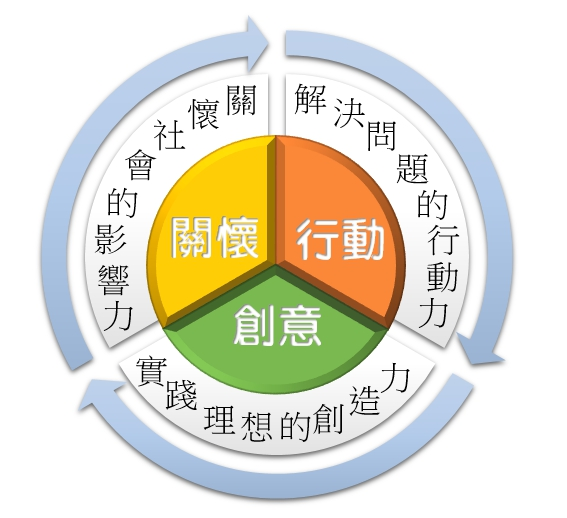 關懷社會的影響力
解決問題的行動力
關懷
行動
創意
實踐理想的創造力